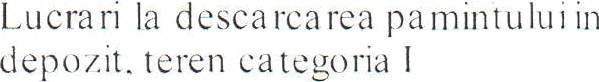 Lucrari la descarcarea pamintului in
depozit, teren categoria I